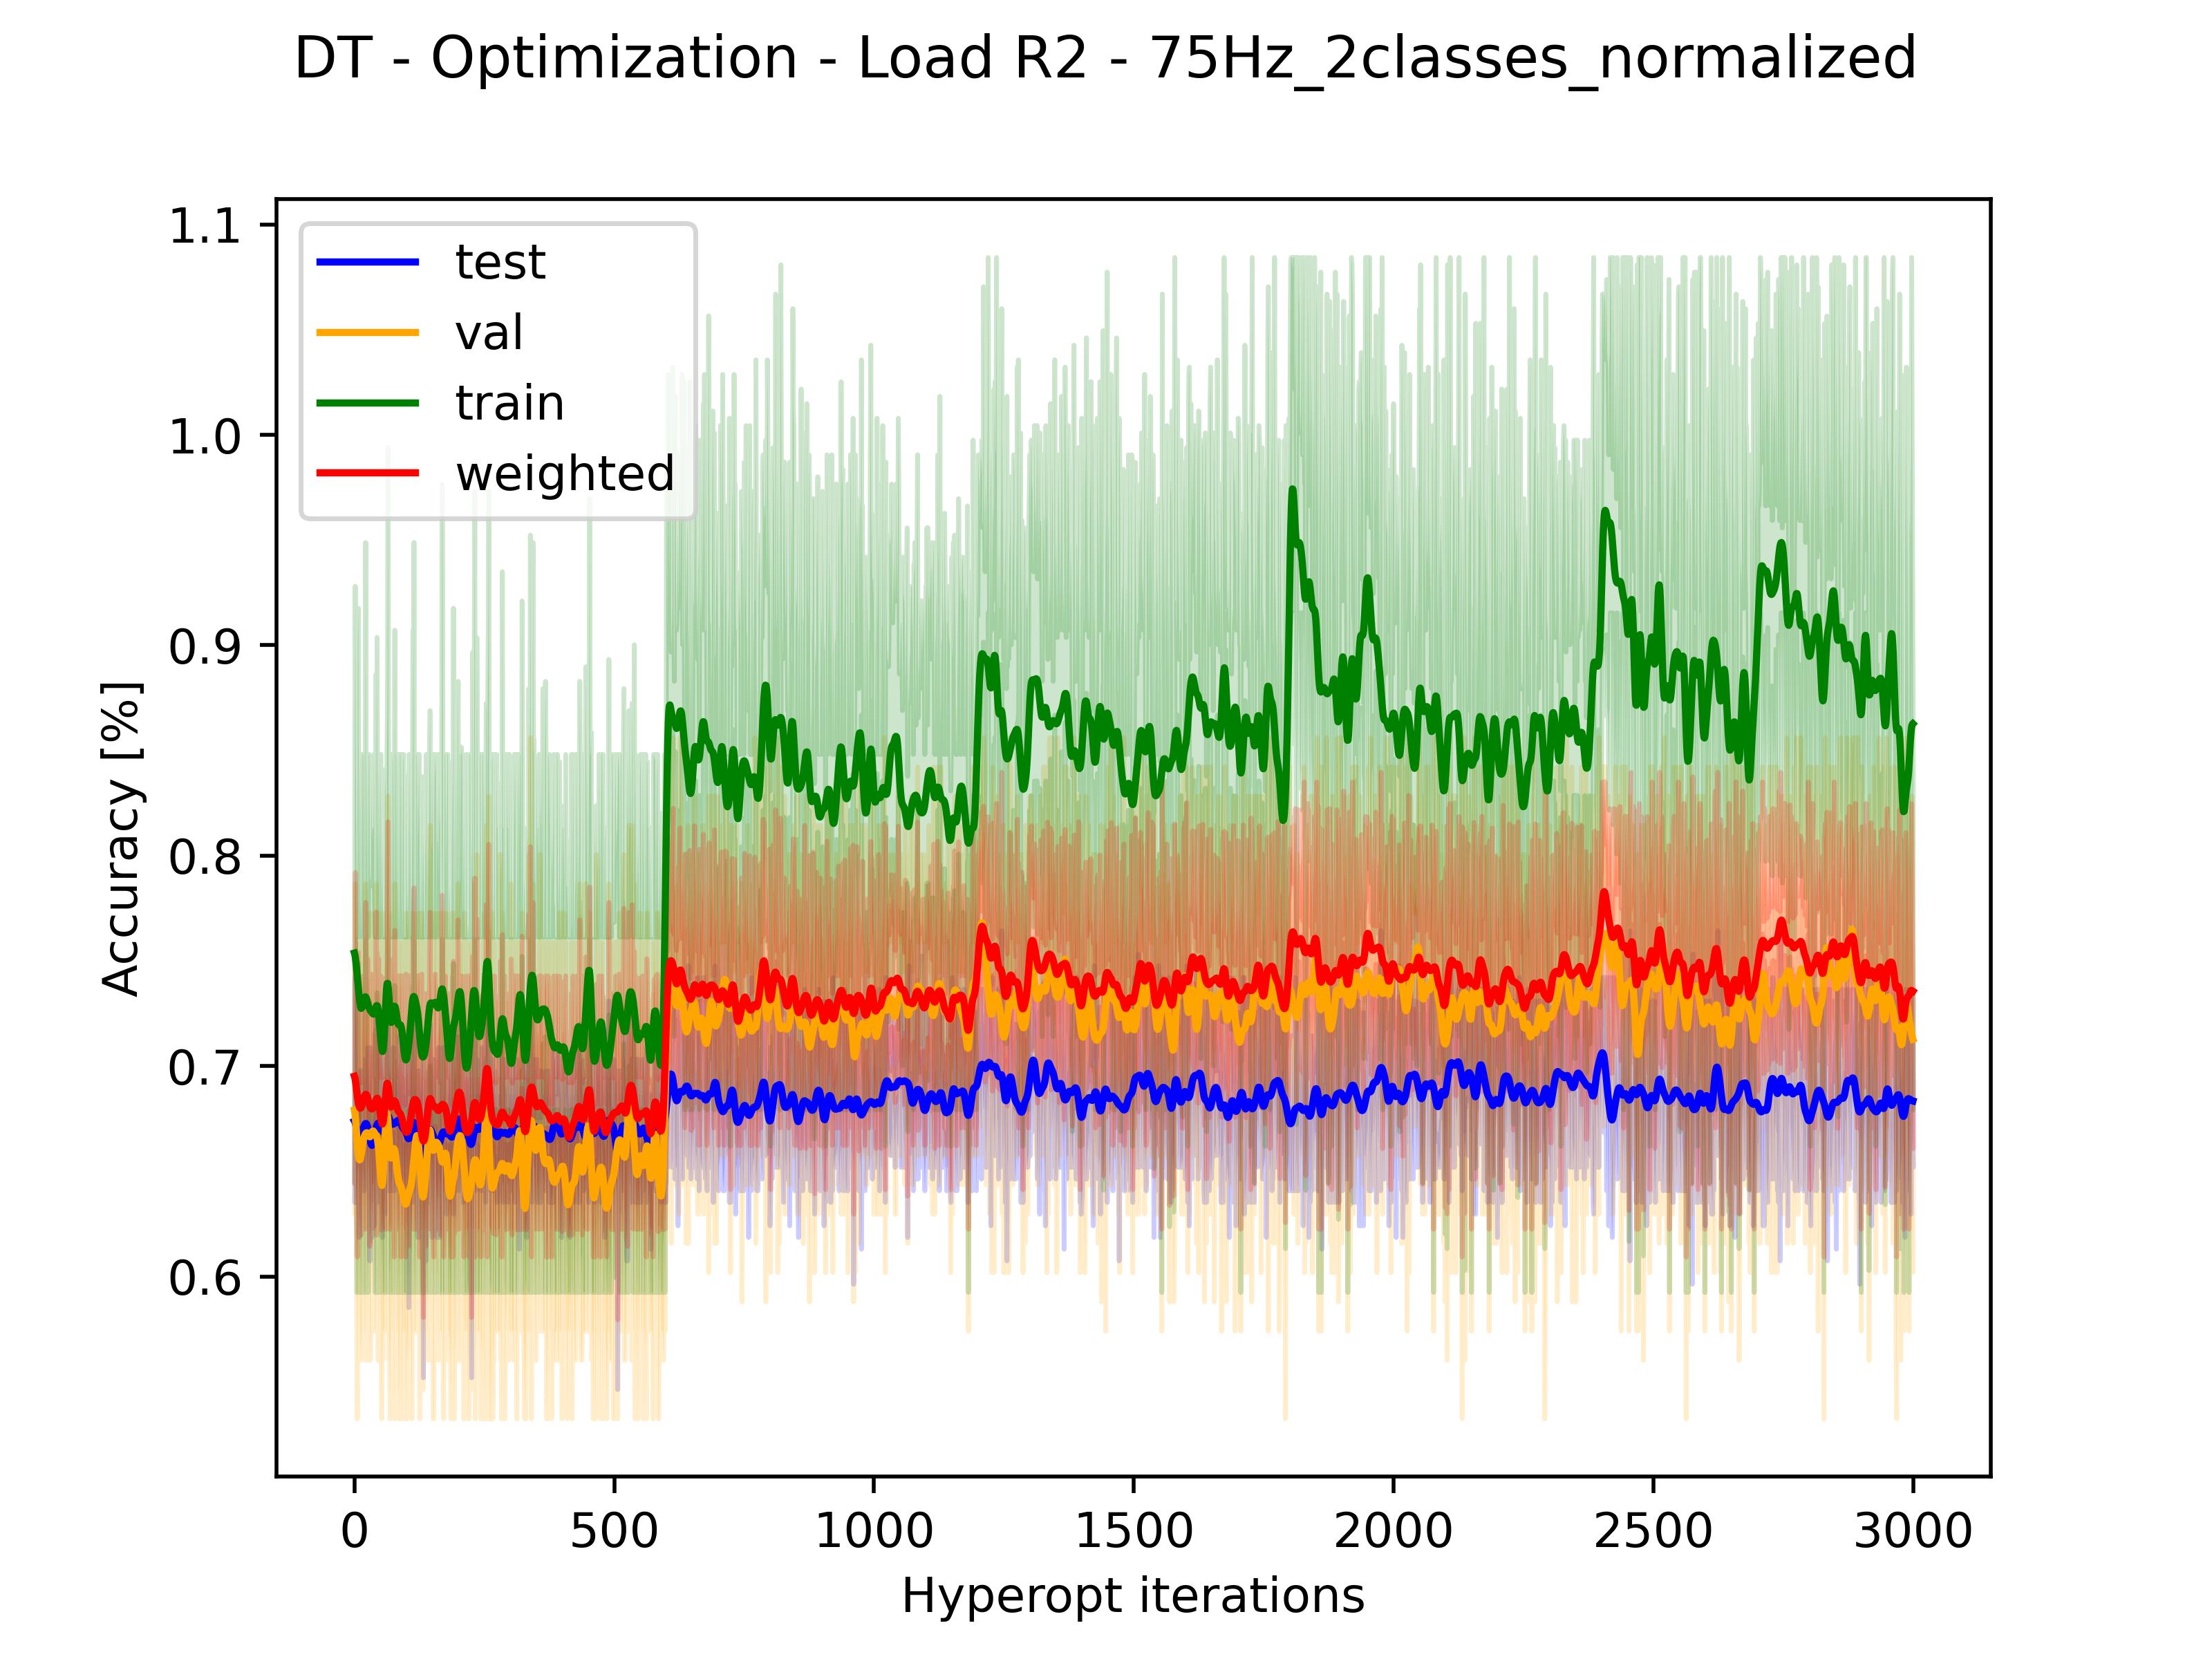 DT - Optimization - Load R2 - 75Hz_2classes_normalized
1.1
1.0
0.9
0.8
0.7
0.6
Accuracy [%]
test
val
train
weighted
0 500 1000 1500 2000 2500 3000
Hyperopt iterations